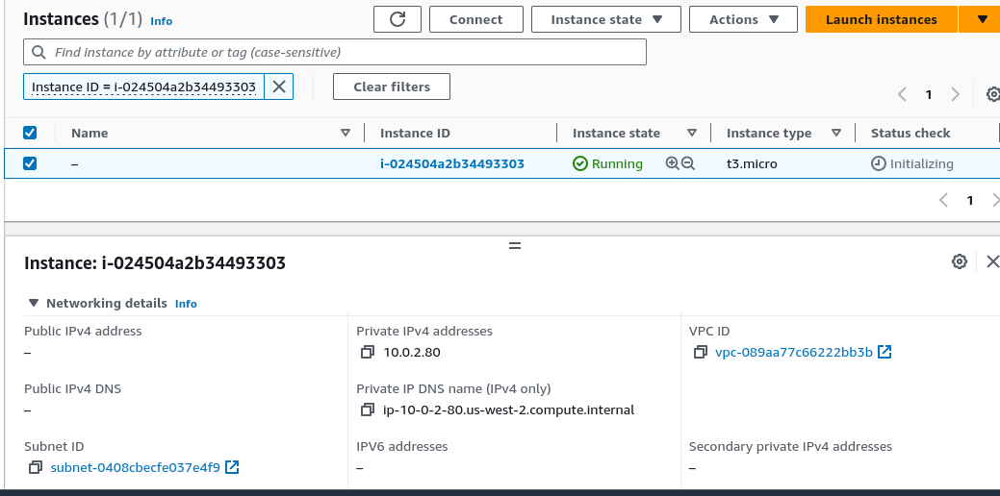 Instances (1/1) Info Connect Instance state Actions Launch instances
Find instance by attribute or tag (case-sensitive)
Instance ID = i-024504a2b34493303 Clear filters
1
Name Instance ID Instance state Instance type Status check
– i-024504a2b34493303 Running t3.micro Initializing
1
Instance: i-024504a2b34493303
Networking details Info
Public IPv4 address Private IPv4 addresses VPC ID
– 10.0.2.80 vpc-089aa77c66222bb3b
Public IPv4 DNS Private IP DNS name (IPv4 only)
– ip-10-0-2-80.us-west-2.compute.internal
Subnet ID IPV6 addresses Secondary private IPv4 addresses
subnet-0408cbecfe037e4f9 – –